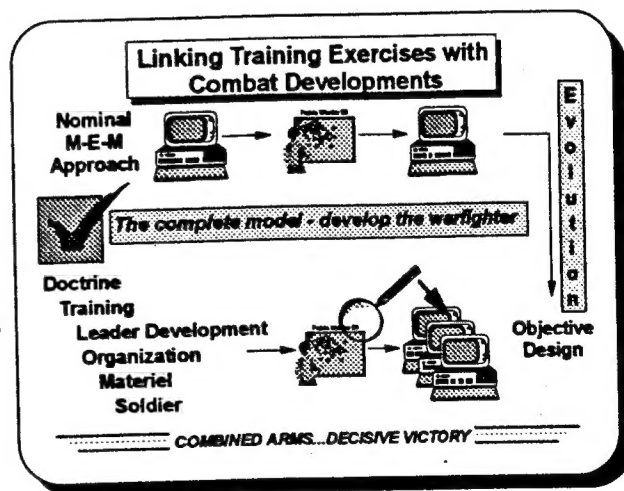 Linking Training Exercises with
Combat Developments
Nominal
M-E-M
Approach
Evolution
The complete model - develop the warfighter
Doctrine
Training
Leader Development
Organization
Materiel
Soldier
Objective
Design
COMBINED ARMS...DECISIVE VICTORY